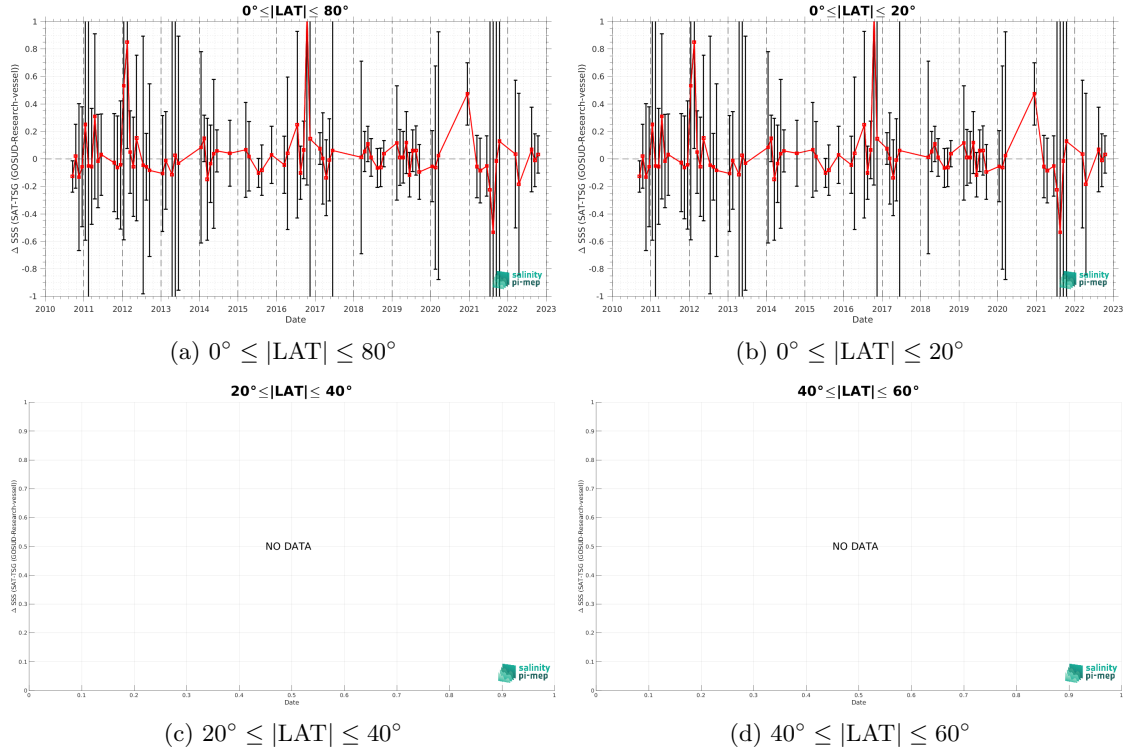 0°≤|LAT|≤ 80°
Δ SSS (SAT-TSG (GOSUD-Research-vessel))
1
0.8
0.6
0.4
0.2
0
-0.2
-0.4
-0.6
-0.8
-1
2010 2011 2012 2013 2014 2015 2016 2017 2018 2019 2020 2021 2022 2023
Date
salinity
pi-mep
(a) 0° ≤ |LAT| ≤ 80°
0°≤|LAT|≤ 20°
Δ SSS (SAT-TSG (GOSUD-Research-vessel))
1
0.8
0.6
0.4
0.2
0
-0.2
-0.4
-0.6
-0.8
-1
2010 2011 2012 2013 2014 2015 2016 2017 2018 2019 2020 2021 2022 2023
Date
salinity
pi-mep
(b) 0° ≤ |LAT| ≤ 20°
20°≤|LAT|≤ 40°
Δ SSS (SAT-TSG (GOSUD-Research-vessel))
1
0.9
0.8
0.7
0.6
0.5
0.4
0.3
0.2
0.1
0
NO DATA
0 0.1 0.2 0.3 0.4 0.5 0.6 0.7 0.8 0.9 1
Date
salinity
pi-mep
(c) 20° ≤ |LAT| ≤ 40°
40°≤|LAT|≤ 60°
Δ SSS (SAT-TSG (GOSUD-Research-vessel))
1
0.9
0.8
0.7
0.6
0.5
0.4
0.3
0.2
0.1
0
NO DATA
0 0.1 0.2 0.3 0.4 0.5 0.6 0.7 0.8 0.9 1
Date
salinity
pi-mep
(d) 40° ≤ |LAT| ≤ 60°